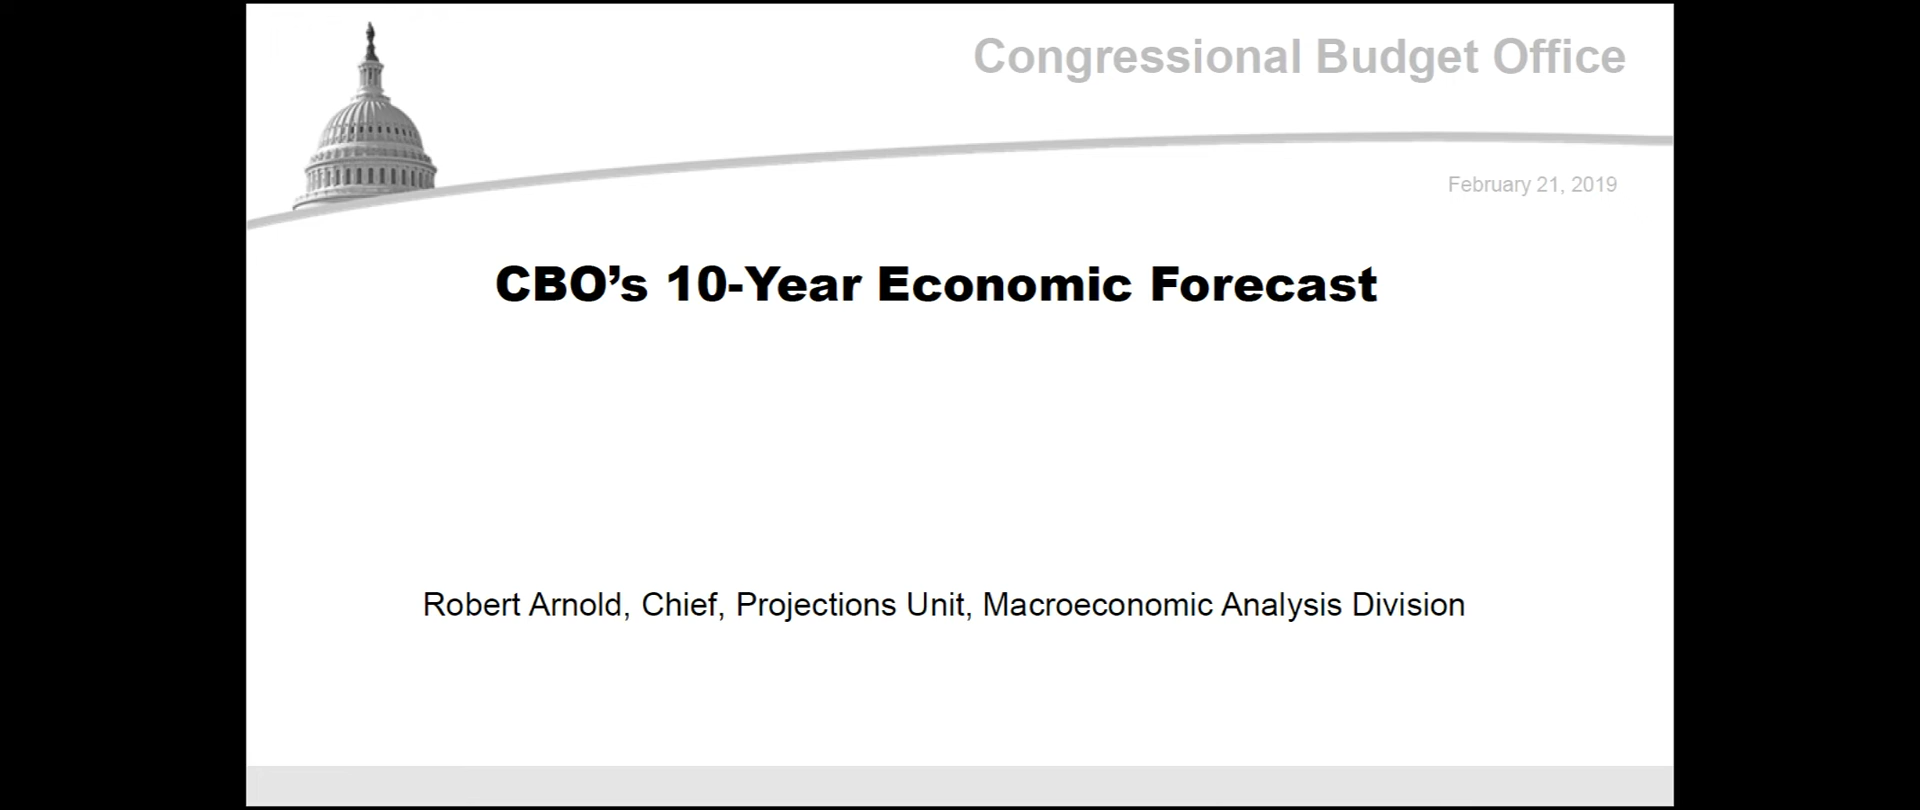 Congressional Budget Office
February 21, 2019
CBO’s 10-Year Economic Forecast
Robert Arnold, Chief, Projections Unit, Macroeconomic Analysis Division